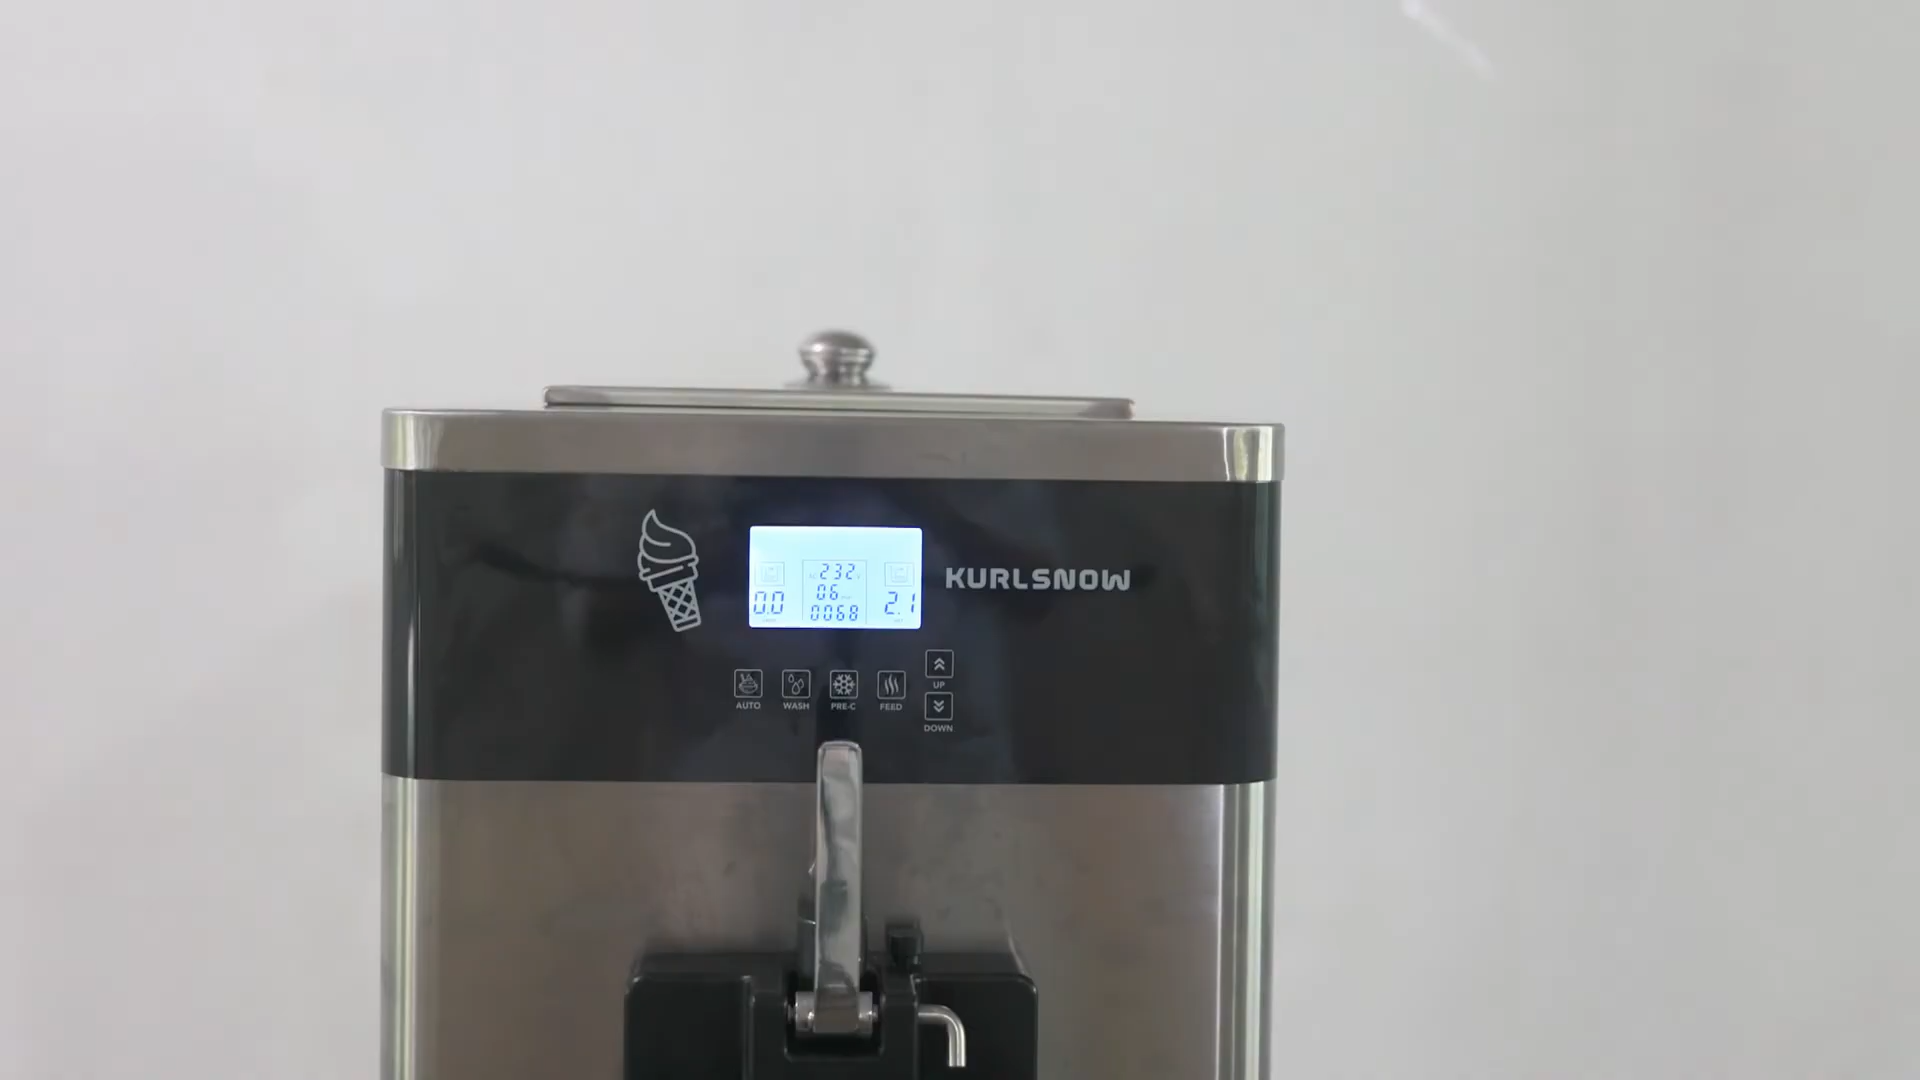 232
0.0
06
2.1
0068
KURLSNOW
AUTO
WASH
PRE-C
FEED
UP
DOWN